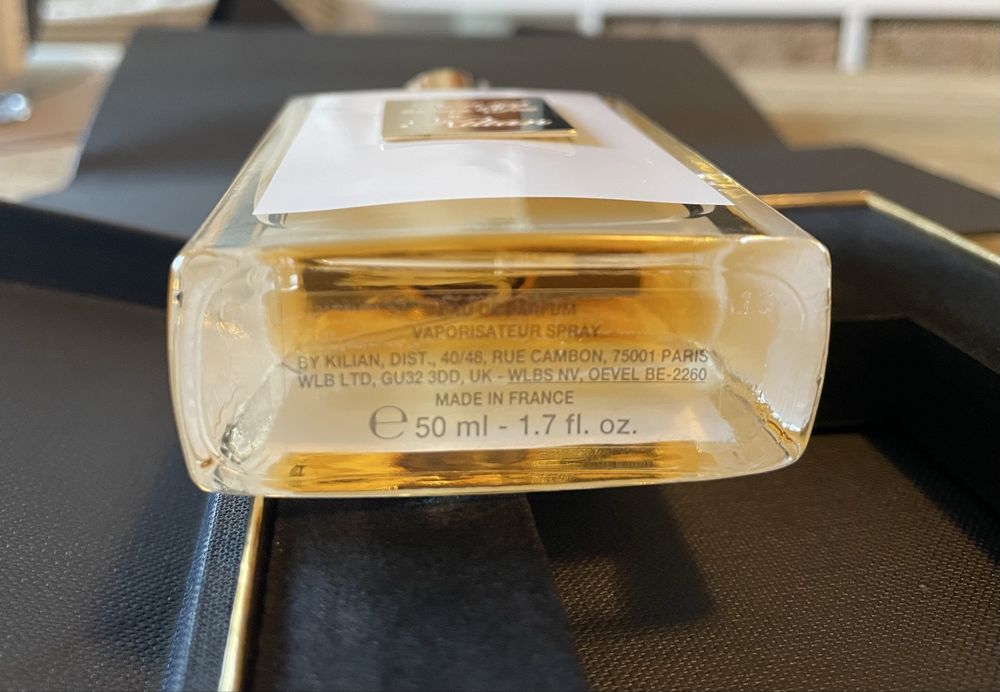 EAU DE PARFUM
VAPORISATEUR SPRAY
BY KILIAN, DIST., 40/48, RUE CAMBON, 75001 PARIS
WLB LTD, GU32 3DD, UK - WLBS NV, OEVEL BE-2260
MADE IN FRANCE
℮ 50 ml - 1.7 fl. oz.